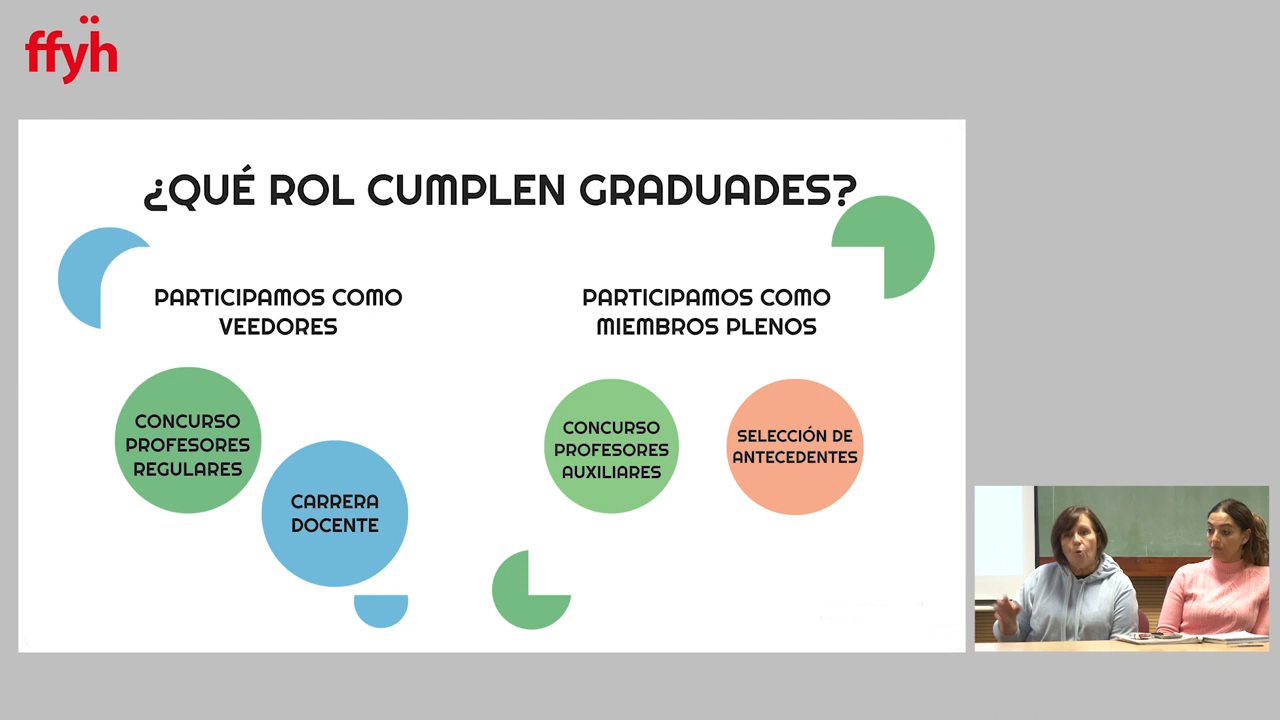 ffyh
¿QUÉ ROL CUMPLEN GRADUADES?
PARTICIPAMOS COMO
VEEDORES
CONCURSO
PROFESORES
REGULARES
CARRERA
DOCENTE
PARTICIPAMOS COMO
MIEMBROS PLENOS
CONCURSO
PROFESORES
AUXILIARES
SELECCIÓN DE
ANTECEDENTES